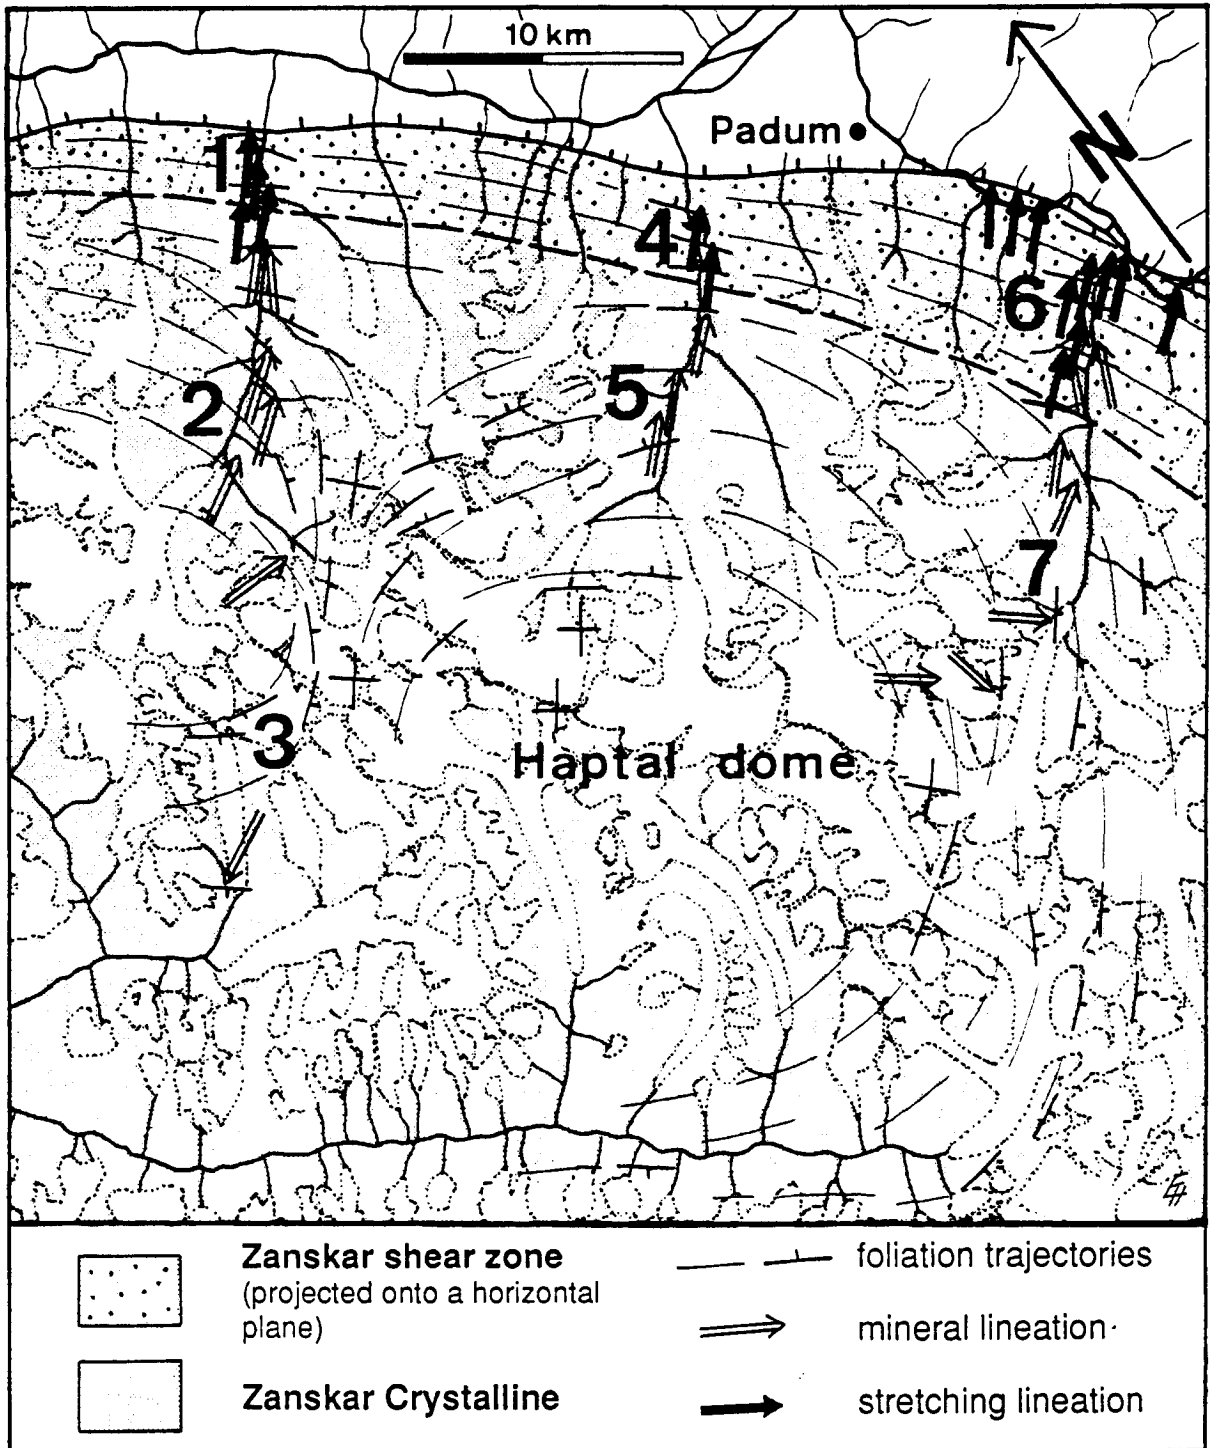 10 km
N
Padum
1
4
1
6
2
5
7
3
Haptal dome
Zanskar shear zone
(projected onto a horizontal
plane)
Zanskar Crystalline
foliation trajectories
mineral lineation
stretching lineation